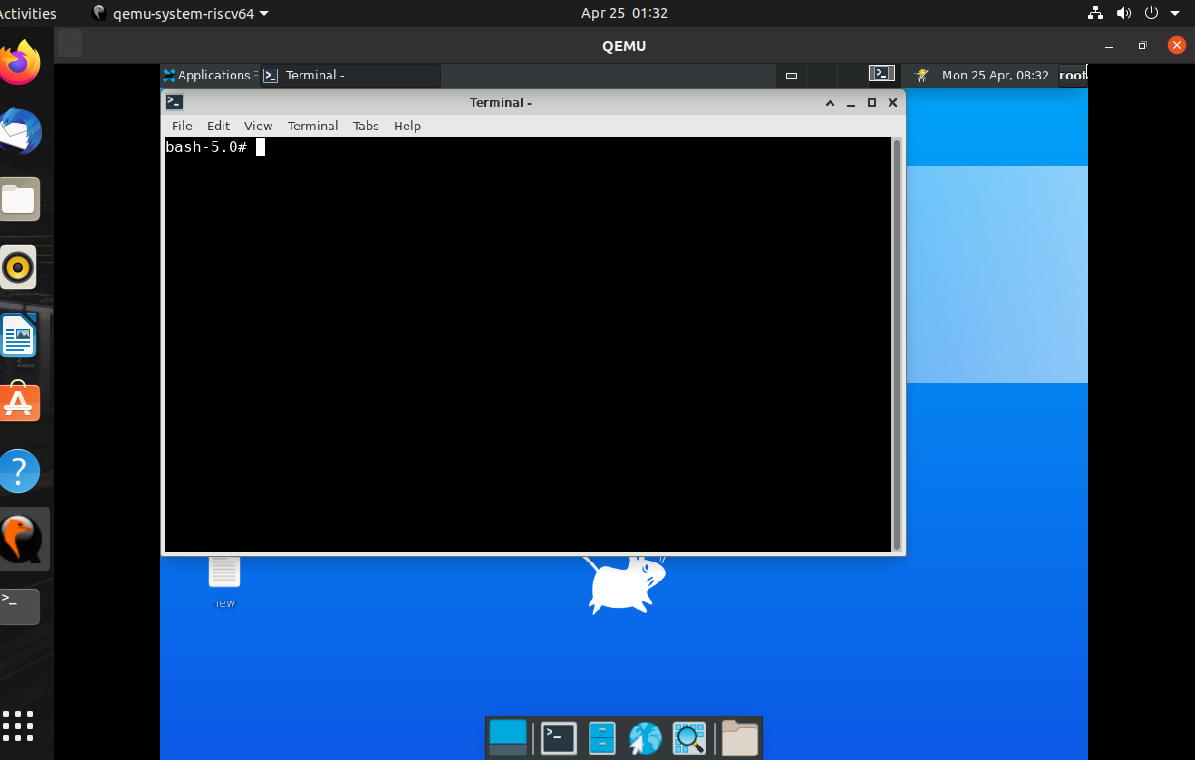 Activities qemu-system-riscv64 Apr 25 01:32
QEMU
Applications Terminal - Mon 25 Apr, 08:32 root
Terminal -
File Edit View Terminal Tabs Help
bash-5.0#
new